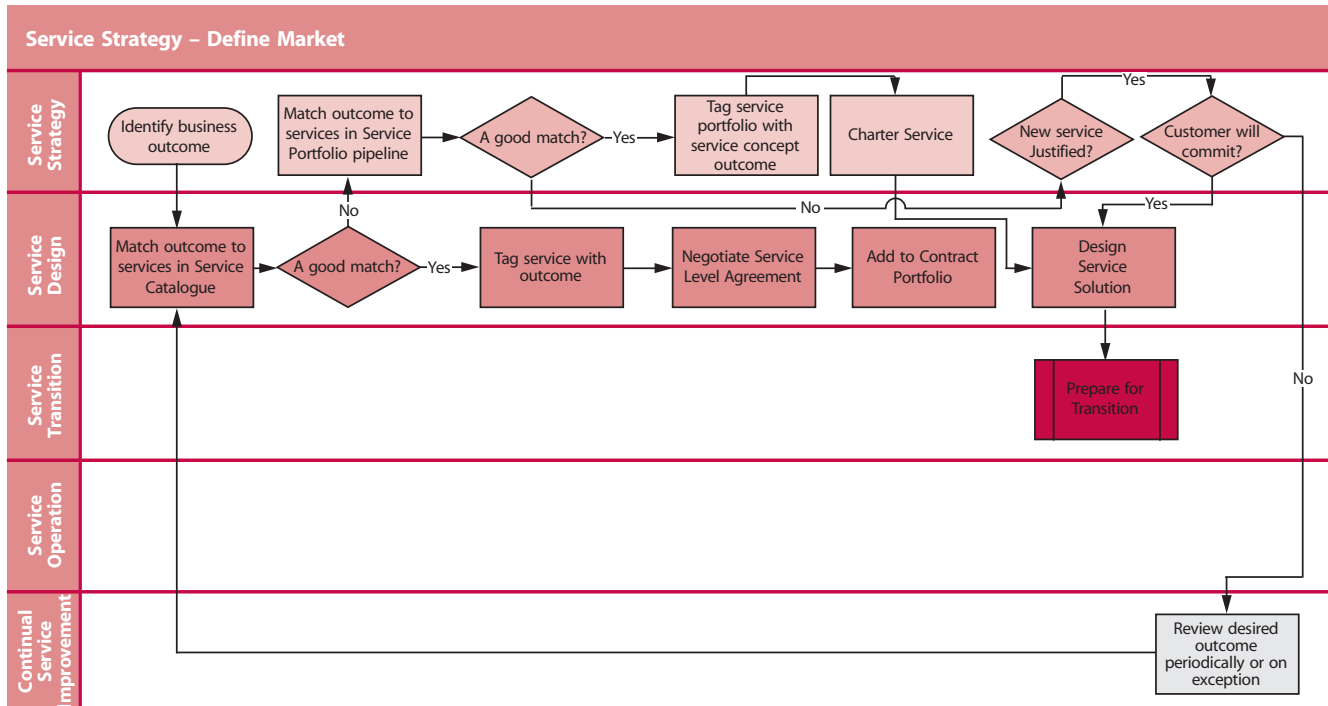 Service Strategy – Define Market
Service
Strategy
Identify business
outcome
Match outcome to
services in Service
Portfolio pipeline
A good match?
Yes
Tag service
portfolio with
service concept
outcome
Charter Service
New service
Justified?
Yes
Customer will
commit?
No
No
Yes
Service
Design
Match outcome to
services in Service
Catalogue
A good match?
Yes
Tag service with
outcome
Negotiate Service
Level Agreement
Add to Contract
Portfolio
Design
Service
Solution
Service
Transition
Prepare for
Transition
No
Service
Operation
Continual
Service
Improvement
Review desired
outcome
periodically or on
exception